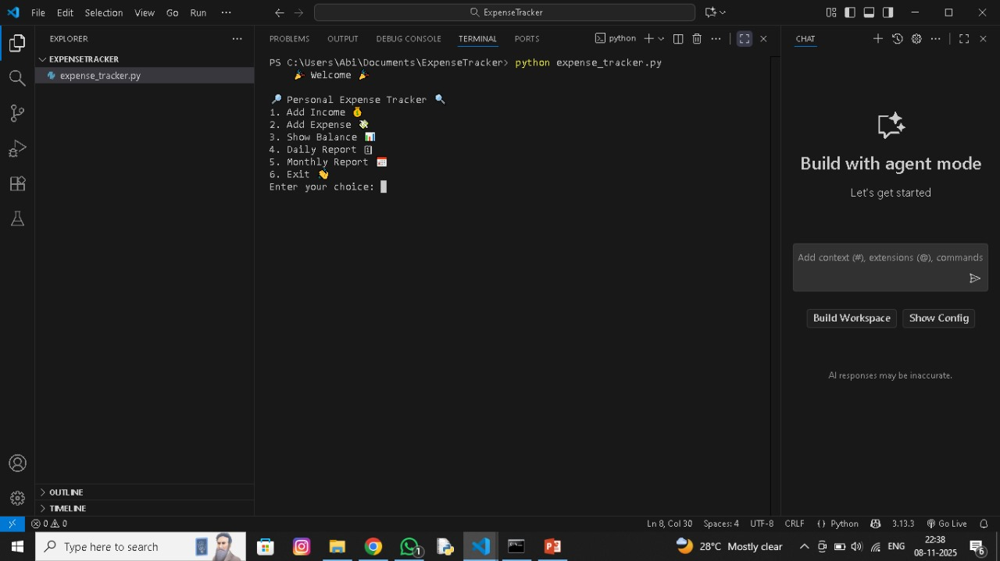 File Edit Selection View Go Run ···
ExpenseTracker
EXPLORER ···
EXPENSETRACKER
expense_tracker.py
OUTLINE
TIMELINE
PROBLEMS OUTPUT DEBUG CONSOLE TERMINAL PORTS python ···
PS C:\Users\Abi\Documents\ExpenseTracker> python expense_tracker.py
🎉 Welcome 🎉
🔎 Personal Expense Tracker 🔍
1. Add Income 💰
2. Add Expense 💸
3. Show Balance 📊
4. Daily Report 🗓
5. Monthly Report 📅
6. Exit 👋
Enter your choice:
CHAT ···
Build with agent mode
Let's get started
Add context (#), extensions (@), commands
Build Workspace Show Config
AI responses may be inaccurate.
0 0 Ln 8, Col 30 Spaces: 4 UTF-8 CRLF Python 3.13.3 Go Live
Type here to search 1 28°C Mostly clear ENG 22:38
08-11-2025 6